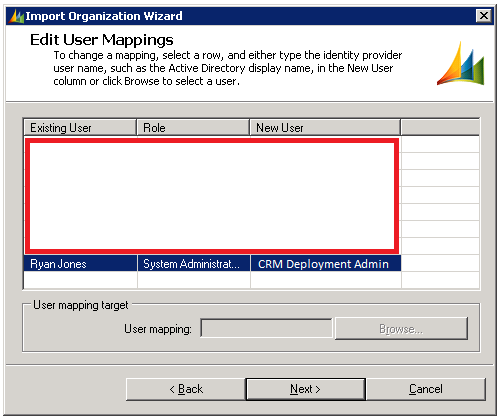 Import Organization Wizard
Edit User Mappings
To change a mapping, select a row, and either type the identity provider
user name, such as the Active Directory display name, in the New User
column or click Browse to select a user.
Existing User Role New User
Ryan Jones System Administrat... CRM Deployment Admin
User mapping target
User mapping:
Browse...
< Back Next > Cancel